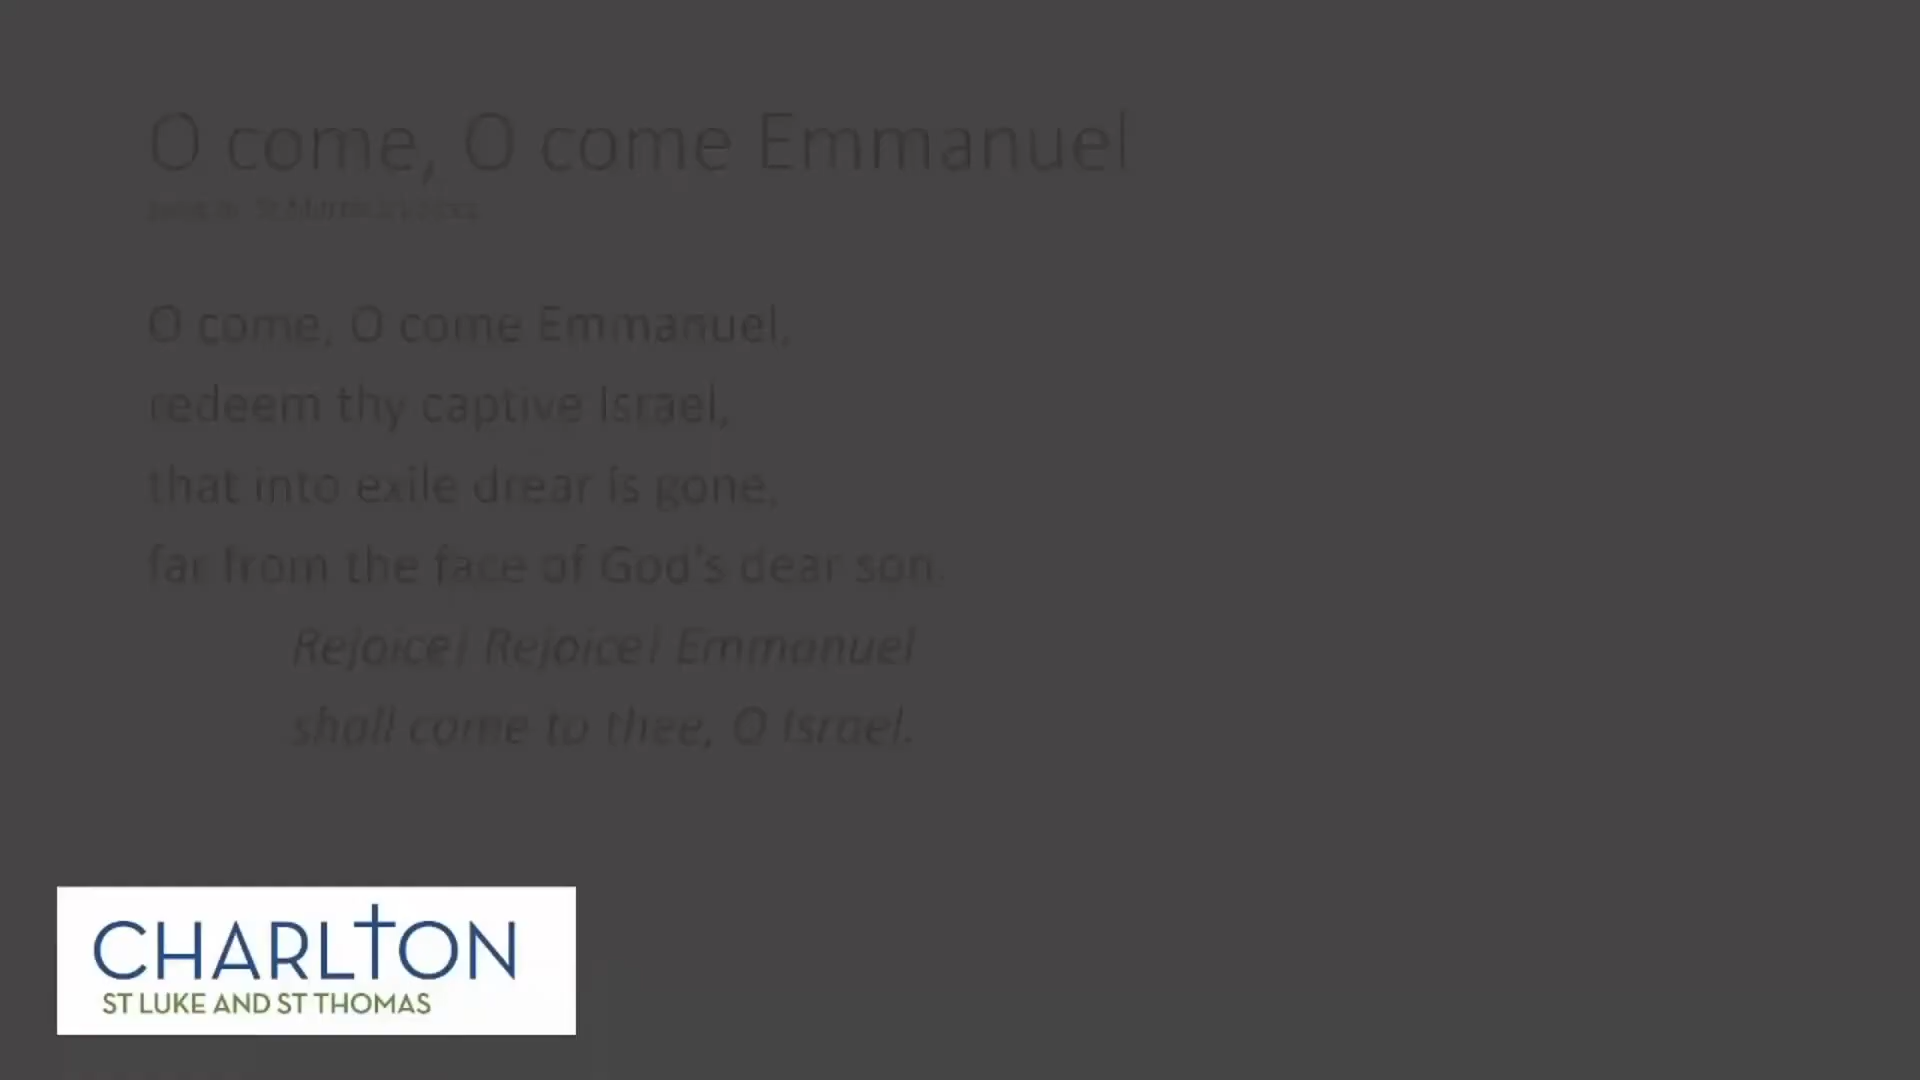 O come, O come Emmanuel
O come, O come Emmanuel,
redeem thy captive Israel,
that into exile drear is gone,
far from the face of God's dear son.
Rejoice! Rejoice! Emmanuel
shall come to thee, O Israel.
CHARLTON
ST LUKE AND ST THOMAS